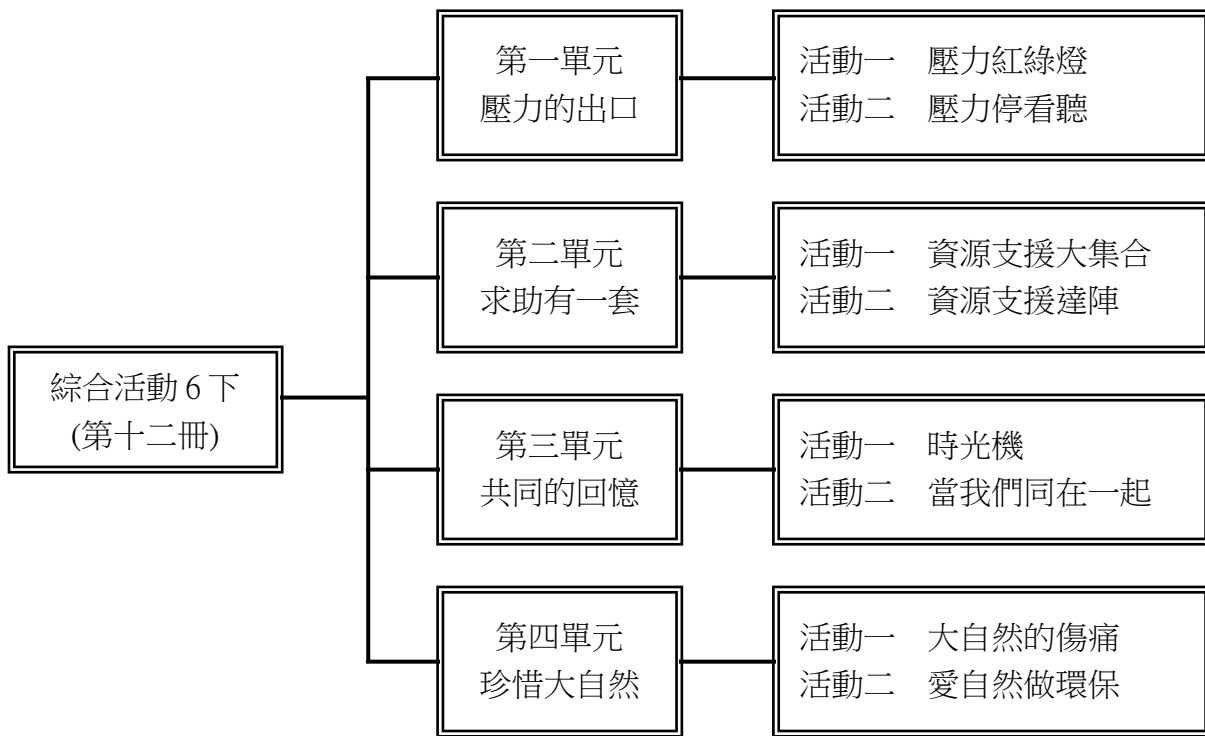 綜合活動 6 下
(第十二冊)
第一單元
壓力的出口
活動一　壓力紅綠燈
活動二　壓力停看聽
第二單元
求助有一套
活動一　資源支援大集合
活動二　資源支援達陣
第三單元
共同的回憶
活動一　時光機
活動二　當我們同在一起
第四單元
珍惜大自然
活動一　大自然的傷痛
活動二　愛自然做環保